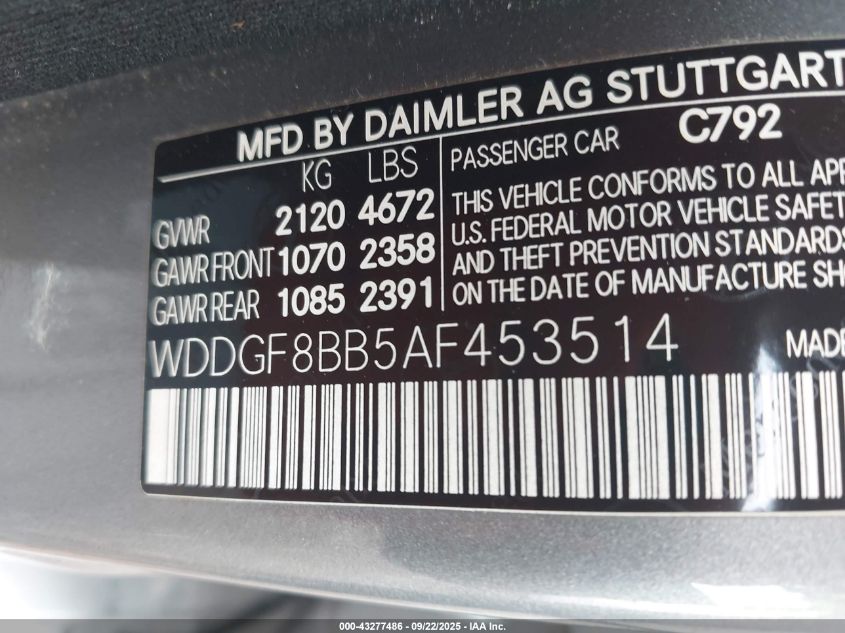 MFD BY DAIMLER AG STUTTGART
KG LBS
GVWR 2120 4672
GAWR FRONT 1070 2358
GAWR REAR 1085 2391
PASSENGER CAR C792
THIS VEHICLE CONFORMS TO ALL APP
U.S. FEDERAL MOTOR VEHICLE SAFET
AND THEFT PREVENTION STANDARDS
ON THE DATE OF MANUFACTURE SH
WDDGF8BB5AF453514 MADE
000-43277486 - 09/22/2025 - IAA Inc.